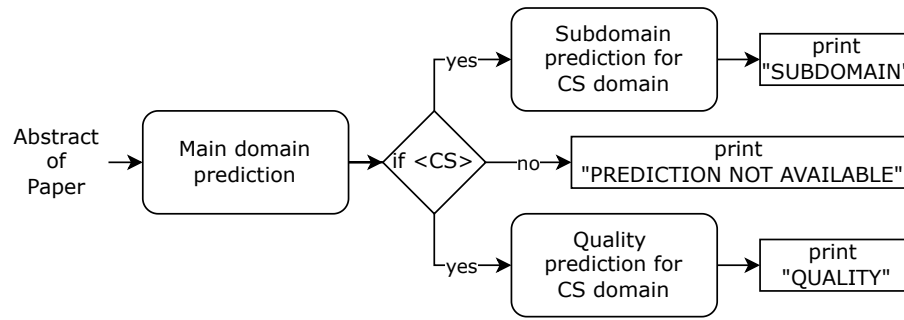 Abstract
of
Paper
Main domain
prediction
if <CS>
yes
Subdomain
prediction for
CS domain
print
"SUBDOMAIN"
no
print
"PREDICTION NOT AVAILABLE"
yes
Quality
prediction for
CS domain
print
"QUALITY"